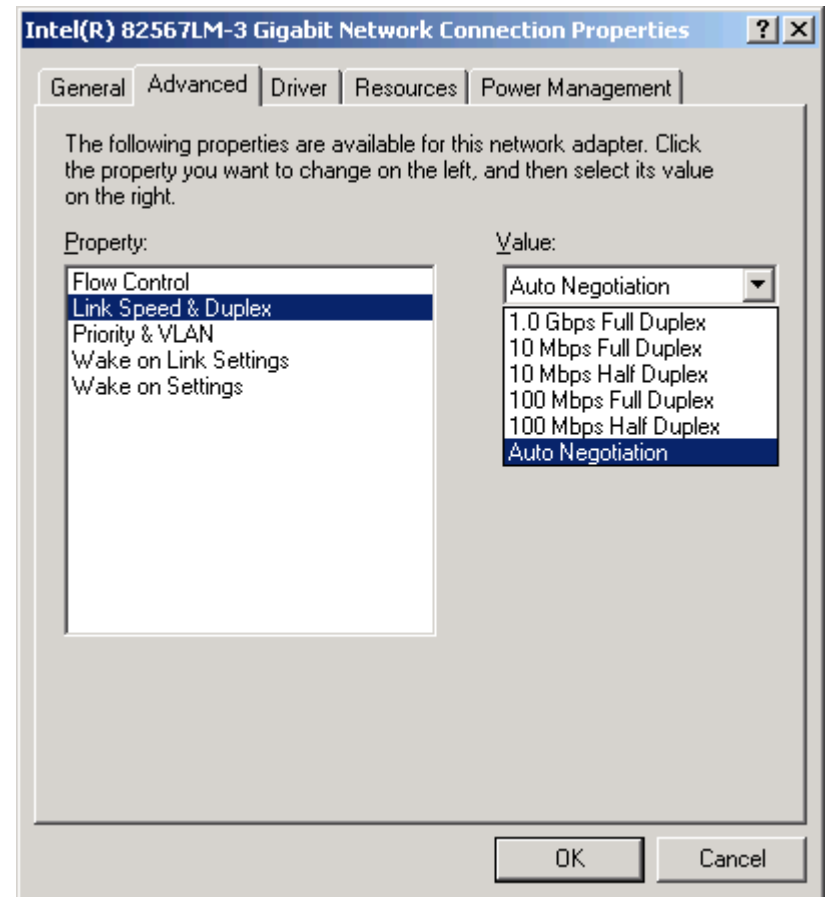 Intel(R) 82567LM-3 Gigabit Network Connection Properties
General Advanced Driver Resources Power Management
The following properties are available for this network adapter. Click
the property you want to change on the left, and then select its value
on the right.
Property:
Flow Control
Link Speed & Duplex
Priority & VLAN
Wake on Link Settings
Wake on Settings
Value:
Auto Negotiation
1.0 Gbps Full Duplex
10 Mbps Full Duplex
10 Mbps Half Duplex
100 Mbps Full Duplex
100 Mbps Half Duplex
Auto Negotiation
OK Cancel